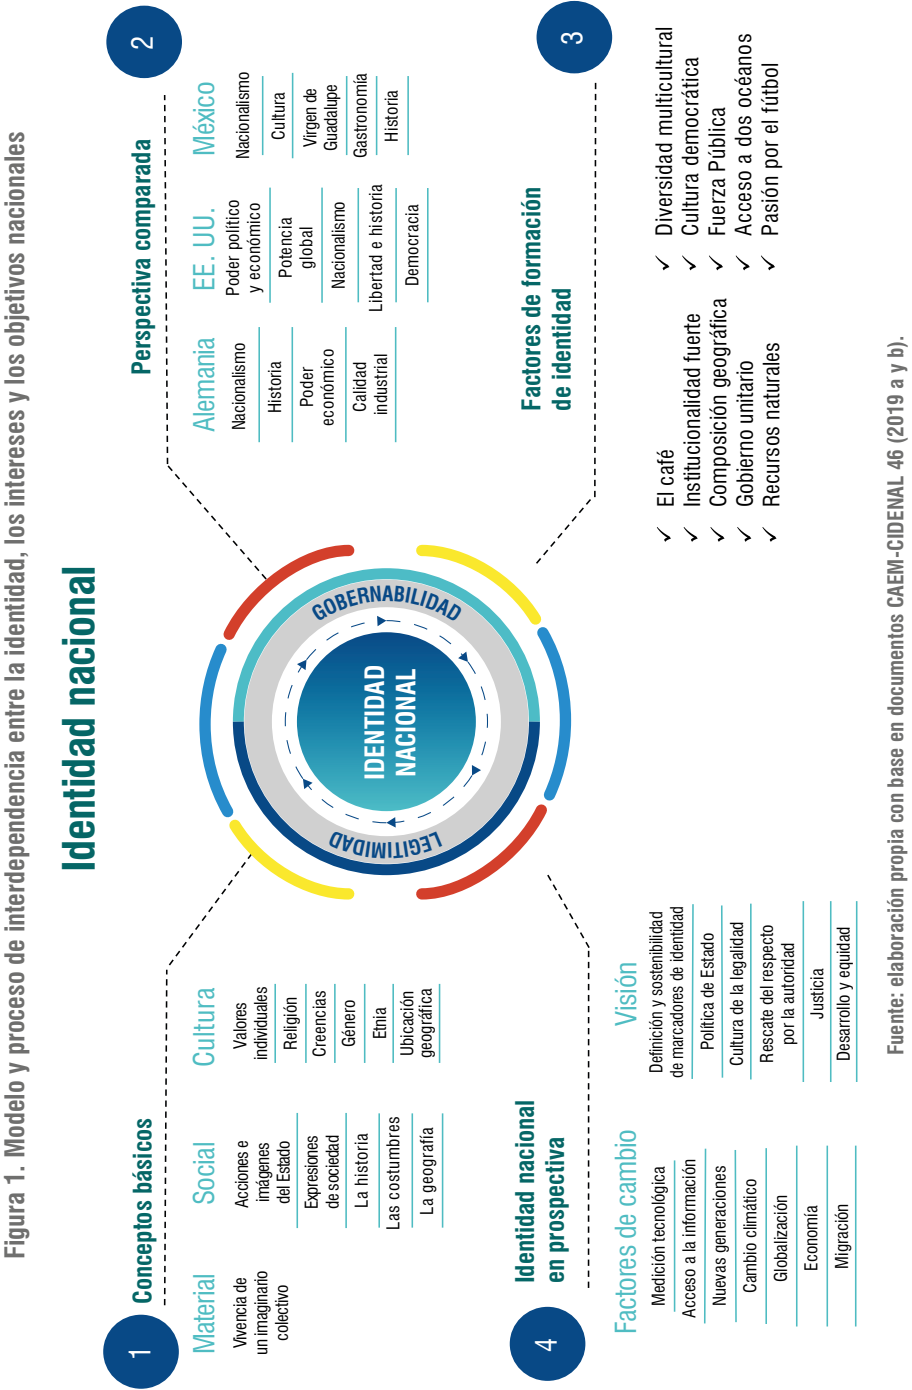 Figura 1. Modelo y proceso de interdependencia entre la identidad, los intereses y los objetivos nacionales
Identidad nacional
1
Conceptos básicos
Material
Vivencia de
un imaginario
colectivo
Social
Acciones e
imágenes
del Estado
Expresiones
de sociedad
La historia
Las costumbres
La geografía
Cultura
Valores
individuales
Religión
Creencias
Género
Etnia
Ubicación
geográfica
2
Perspectiva comparada
Alemania
Nacionalismo
Historia
Poder
económico
Calidad
industrial
EE. UU.
Poder político
y económico
Potencia
global
Nacionalismo
Libertad e historia
Democracia
México
Nacionalismo
Cultura
Virgen de
Guadalupe
Gastronomía
Historia
LEGITIMIDAD
GOBERNABILIDAD
IDENTIDAD
NACIONAL
3
Factores de formación
de identidad
✓ El café
✓ Institucionalidad fuerte
✓ Composición geográfica
✓ Gobierno unitario
✓ Recursos naturales
✓ Diversidad multicultural
✓ Cultura democrática
✓ Fuerza Pública
✓ Acceso a dos océanos
✓ Pasión por el fútbol
4
Identidad nacional
en prospectiva
Factores de cambio
Medición tecnológica
Acceso a la información
Nuevas generaciones
Cambio climático
Globalización
Economía
Migración
Visión
Definición y sostenibilidad
de marcadores de identidad
Política de Estado
Cultura de la legalidad
Rescate del respecto
por la autoridad
Justicia
Desarrollo y equidad
Fuente: elaboración propia con base en documentos CAEM-CIDENAL 46 (2019 a y b).